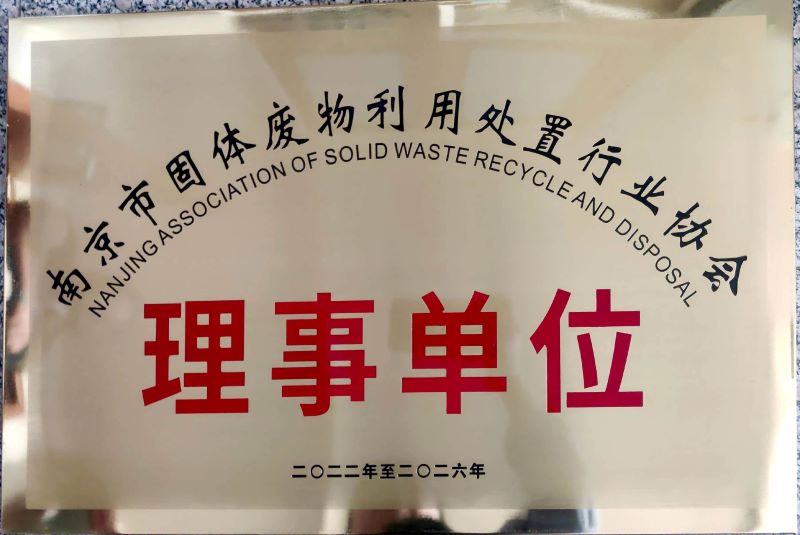 南京市固体废物利用处置行业协会
NANJING ASSOCIATION OF SOLID WASTE RECYCLE AND DISPOSAL
理事单位
二〇二二年至二〇二六年